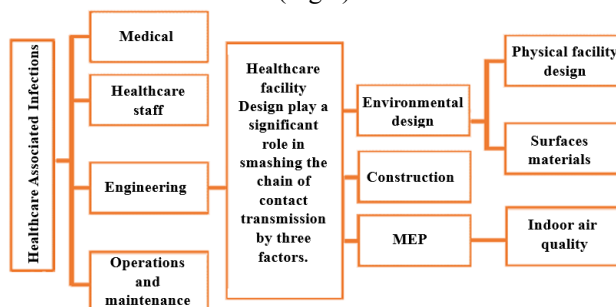 Healthcare Associated Infections
Medical
Healthcare
staff
Engineering
Operations
and
maintenance
Healthcare
facility
Design play a
significant
role in
smashing the
chain of
contact
transmission
by three
factors.
Environmental
design
Construction
MEP
Physical facility
design
Surfaces
materials
Indoor air
quality